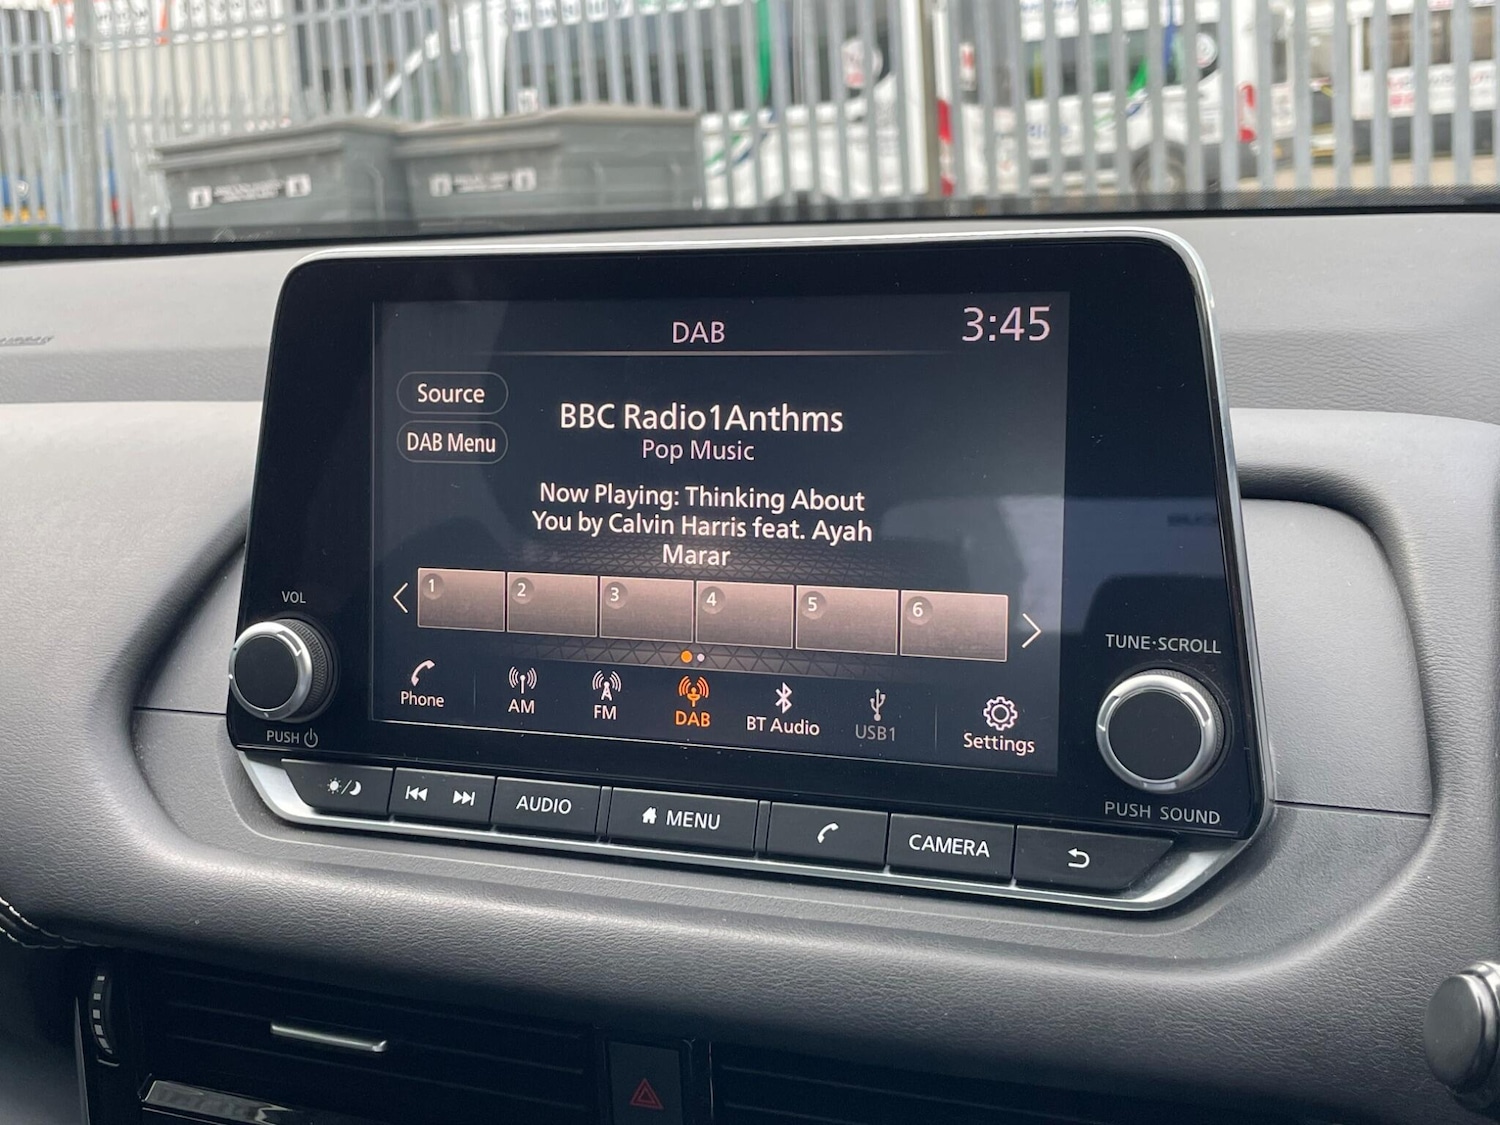 DAB
3:45
Source
DAB Menu
BBC Radio1Anthms
Pop Music
Now Playing: Thinking About
You by Calvin Harris feat. Ayah
Marar
1 2 3 4 5 6
Phone AM FM DAB BT Audio USB1 Settings
VOL
PUSH
TUNE·SCROLL
PUSH SOUND
AUDIO MENU CAMERA